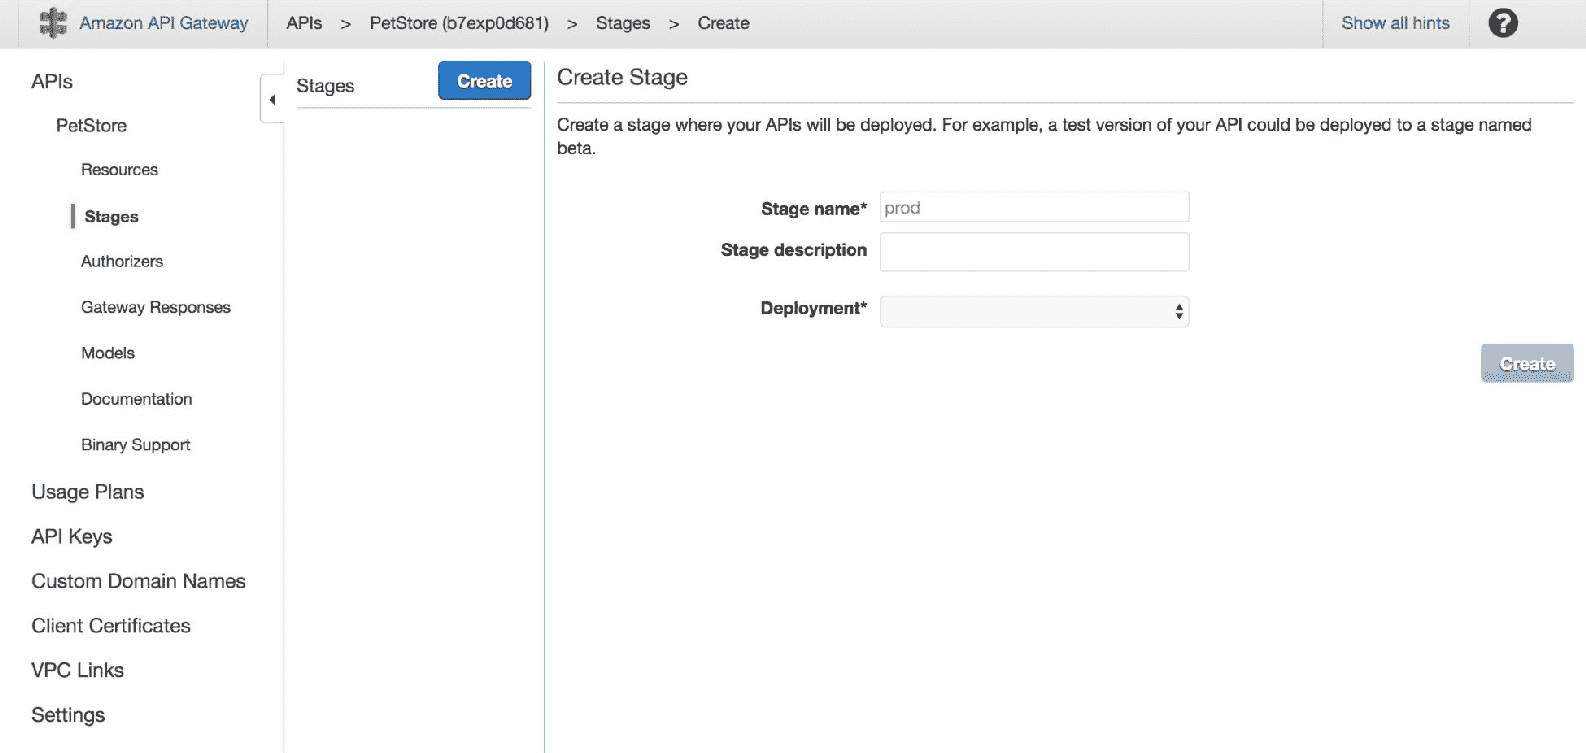 Amazon API Gateway
APIs > PetStore (b7exp0d681) > Stages > Create
Show all hints
?
APIs
PetStore
Resources
Stages
Authorizers
Gateway Responses
Models
Documentation
Binary Support
Usage Plans
API Keys
Custom Domain Names
Client Certificates
VPC Links
Settings
Stages
Create
Create Stage
Create a stage where your APIs will be deployed. For example, a test version of your API could be deployed to a stage named
beta.
Stage name* prod
Stage description
Deployment*
Create